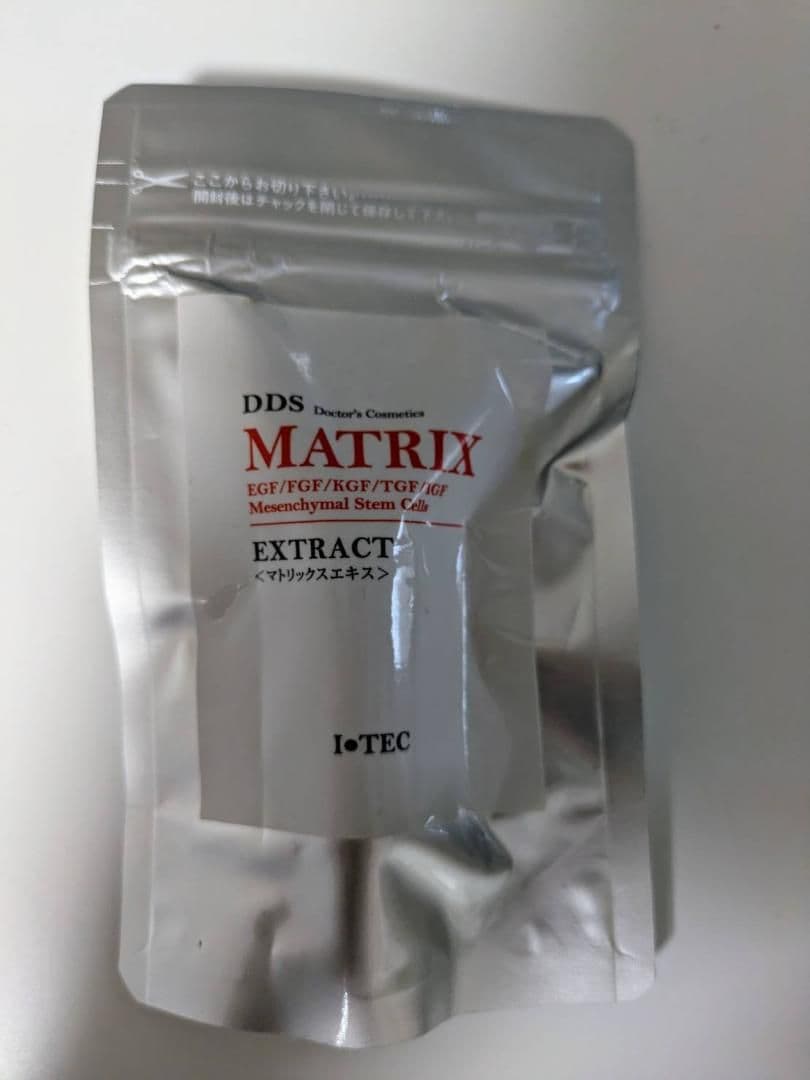 ここからお切り下さい。
開封後はチャックを閉じて保存して下さい。
DDS Doctor's Cosmetics
MATRIX
EGF/FGF/KGF/TGF/IGF
Mesenchymal Stem Cells
EXTRACT
<マトリックスエキス>
I•TEC